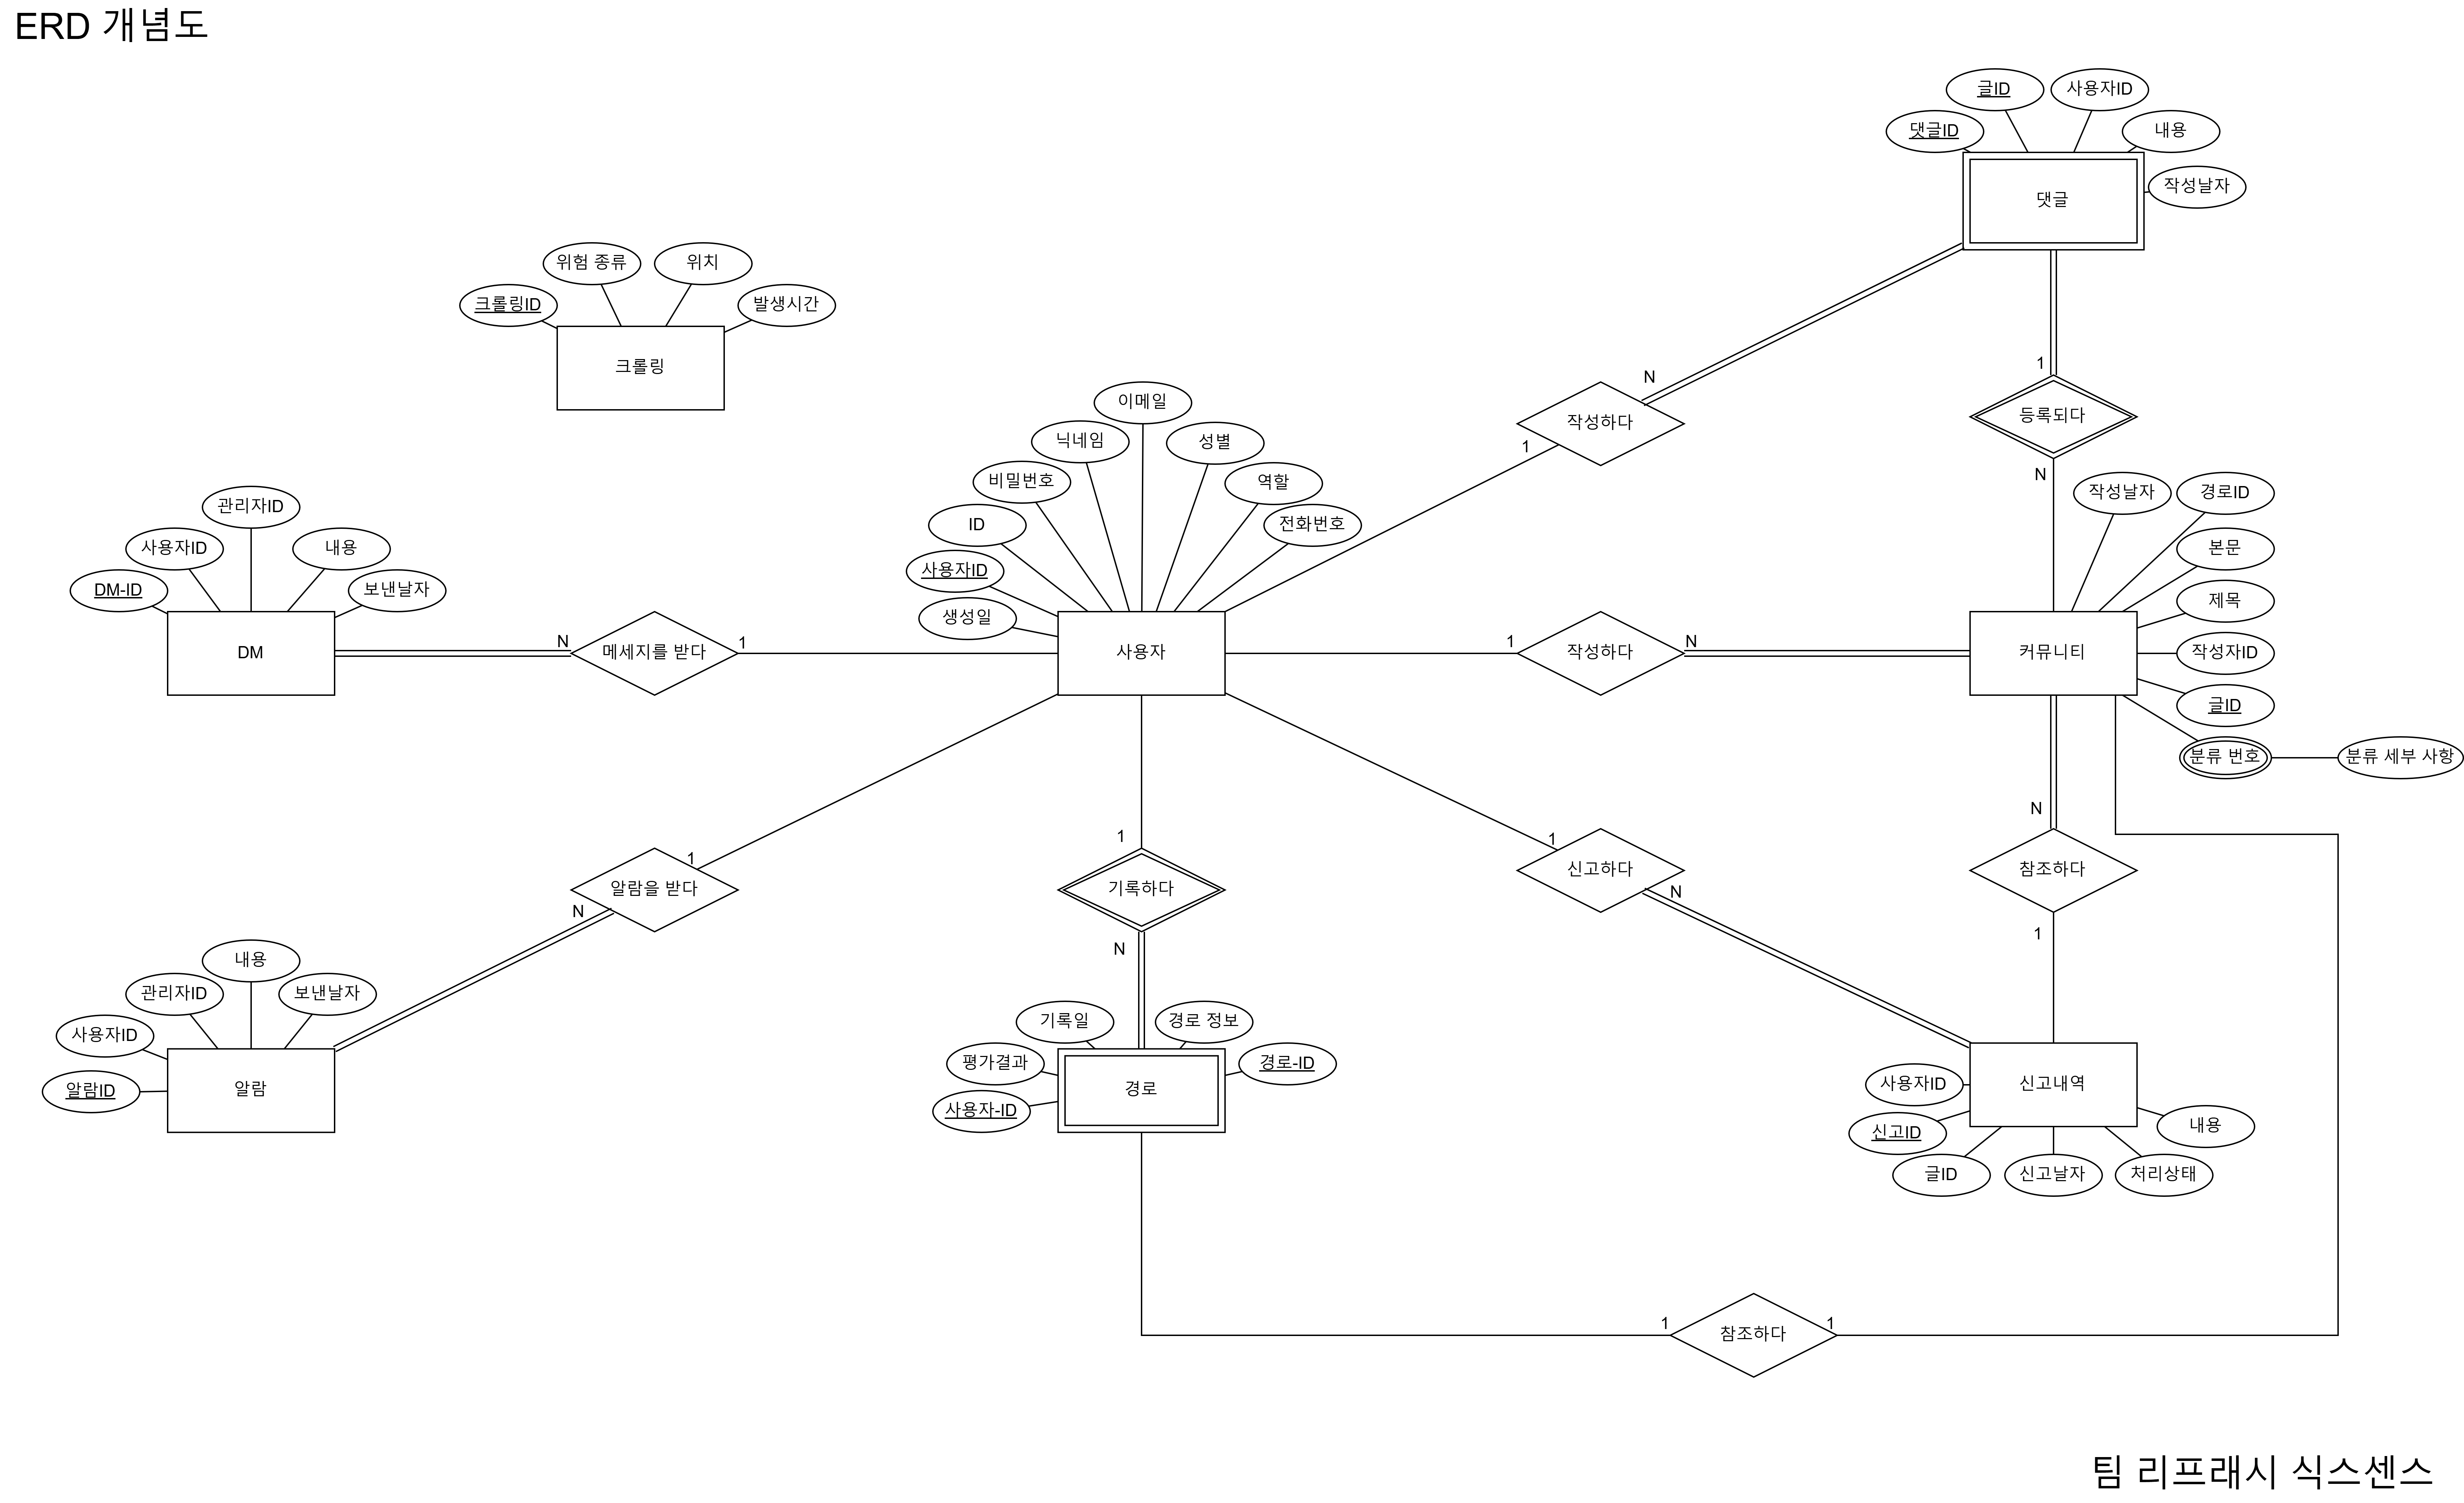 ERD 개념도
글ID
사용자ID
댓글ID
내용
작성날자
댓글
위험 종류
위치
크롤링ID
발생시간
크롤링
1
N
작성하다
1
등록되다
N
이메일
닉네임
성별
비밀번호
역할
ID
전화번호
사용자ID
생성일
사용자
관리자ID
사용자ID
내용
DM-ID
보낸날자
DM
N
메세지를 받다
1
1
작성하다
N
작성날자
경로ID
본문
제목
작성자ID
글ID
분류 번호
분류 세부 사항
커뮤니티
N
참조하다
1
1
알람을 받다
N
1
기록하다
N
1
신고하다
N
내용
관리자ID
보낸날자
사용자ID
알람ID
알람
기록일
경로 정보
평가결과
경로-ID
사용자-ID
경로
사용자ID
신고내역
신고ID
내용
글ID
신고날자
처리상태
1
참조하다
1
팀 리프래시 식스센스